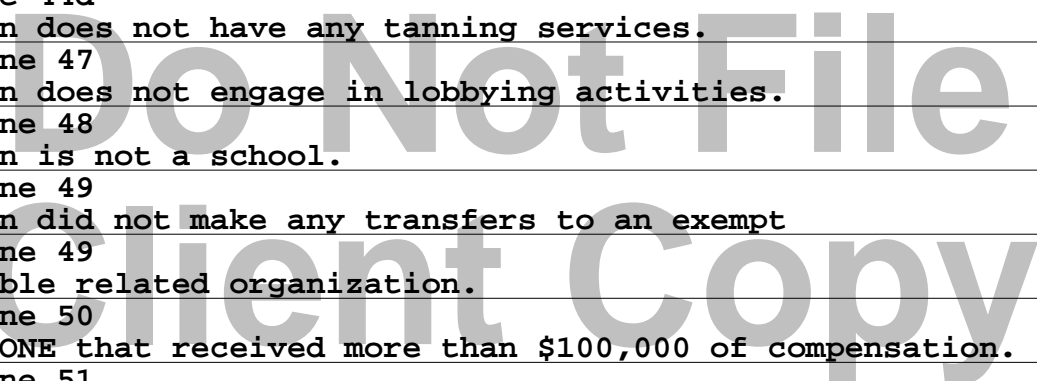 n does not have any tanning services.
ne 47
n does not engage in lobbying activities.
ne 48
n is not a school.
ne 49
n did not make any transfers to an exempt
ne 49
ble related organization.
ne 50
ONE that received more than $100,000 of compensation.
ne 51
Do Not File
Client Copy